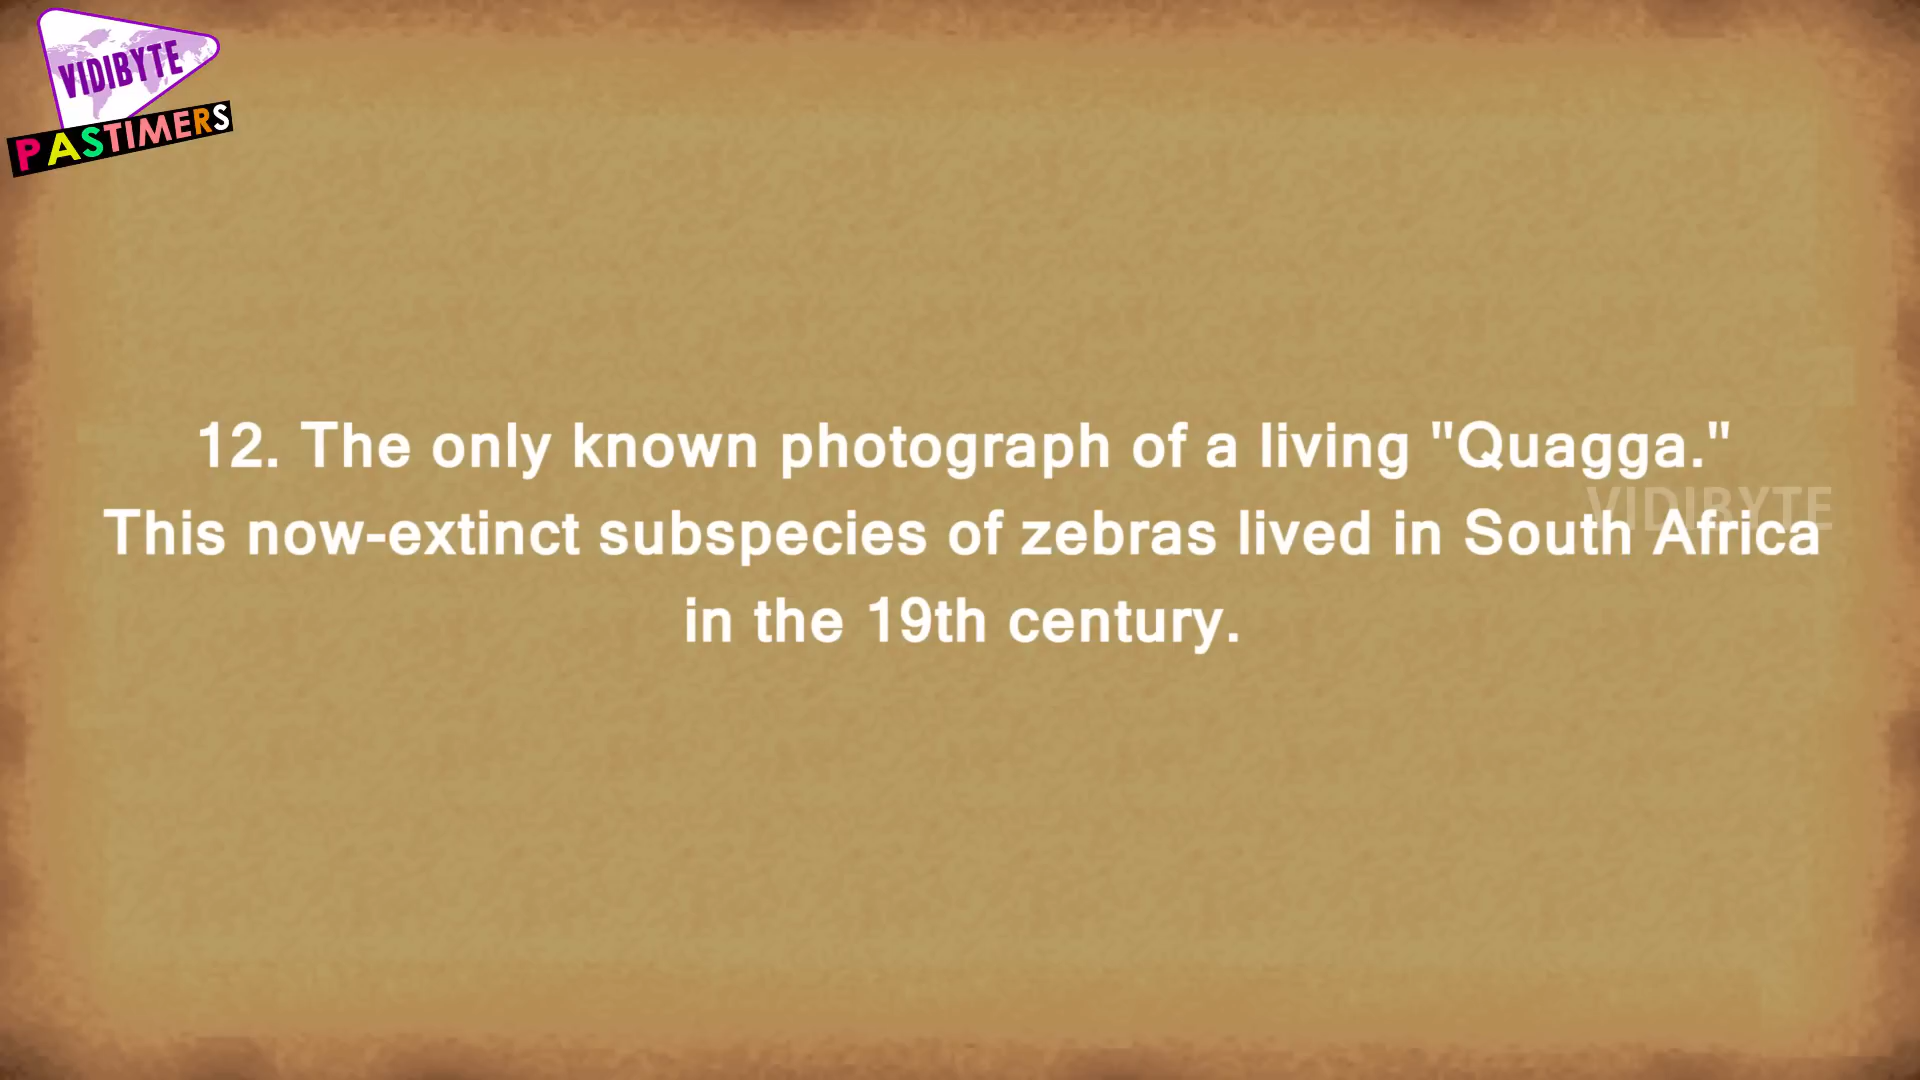 VIDIBYTE
PASTIMERS
12. The only known photograph of a living "Quagga."
VIDIBYTE
This now-extinct subspecies of zebras lived in South Africa
in the 19th century.